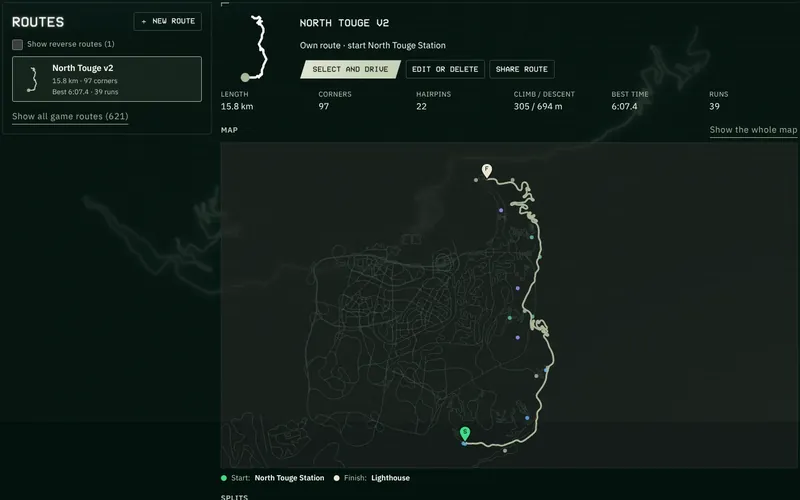 ROUTES
+ NEW ROUTE
Show reverse routes (1)
North Touge v2
15.8 km · 97 corners
Best 6:07.4 · 39 runs
Show all game routes (621)
NORTH TOUGE V2
Own route · start North Touge Station
SELECT AND DRIVE
EDIT OR DELETE
SHARE ROUTE
LENGTH
15.8 km
CORNERS
97
HAIRPINS
22
CLIMB / DESCENT
305 / 694 m
BEST TIME
6:07.4
RUNS
39
MAP
Show the whole map
F
S
Start: North Touge Station
Finish: Lighthouse
SPLITS